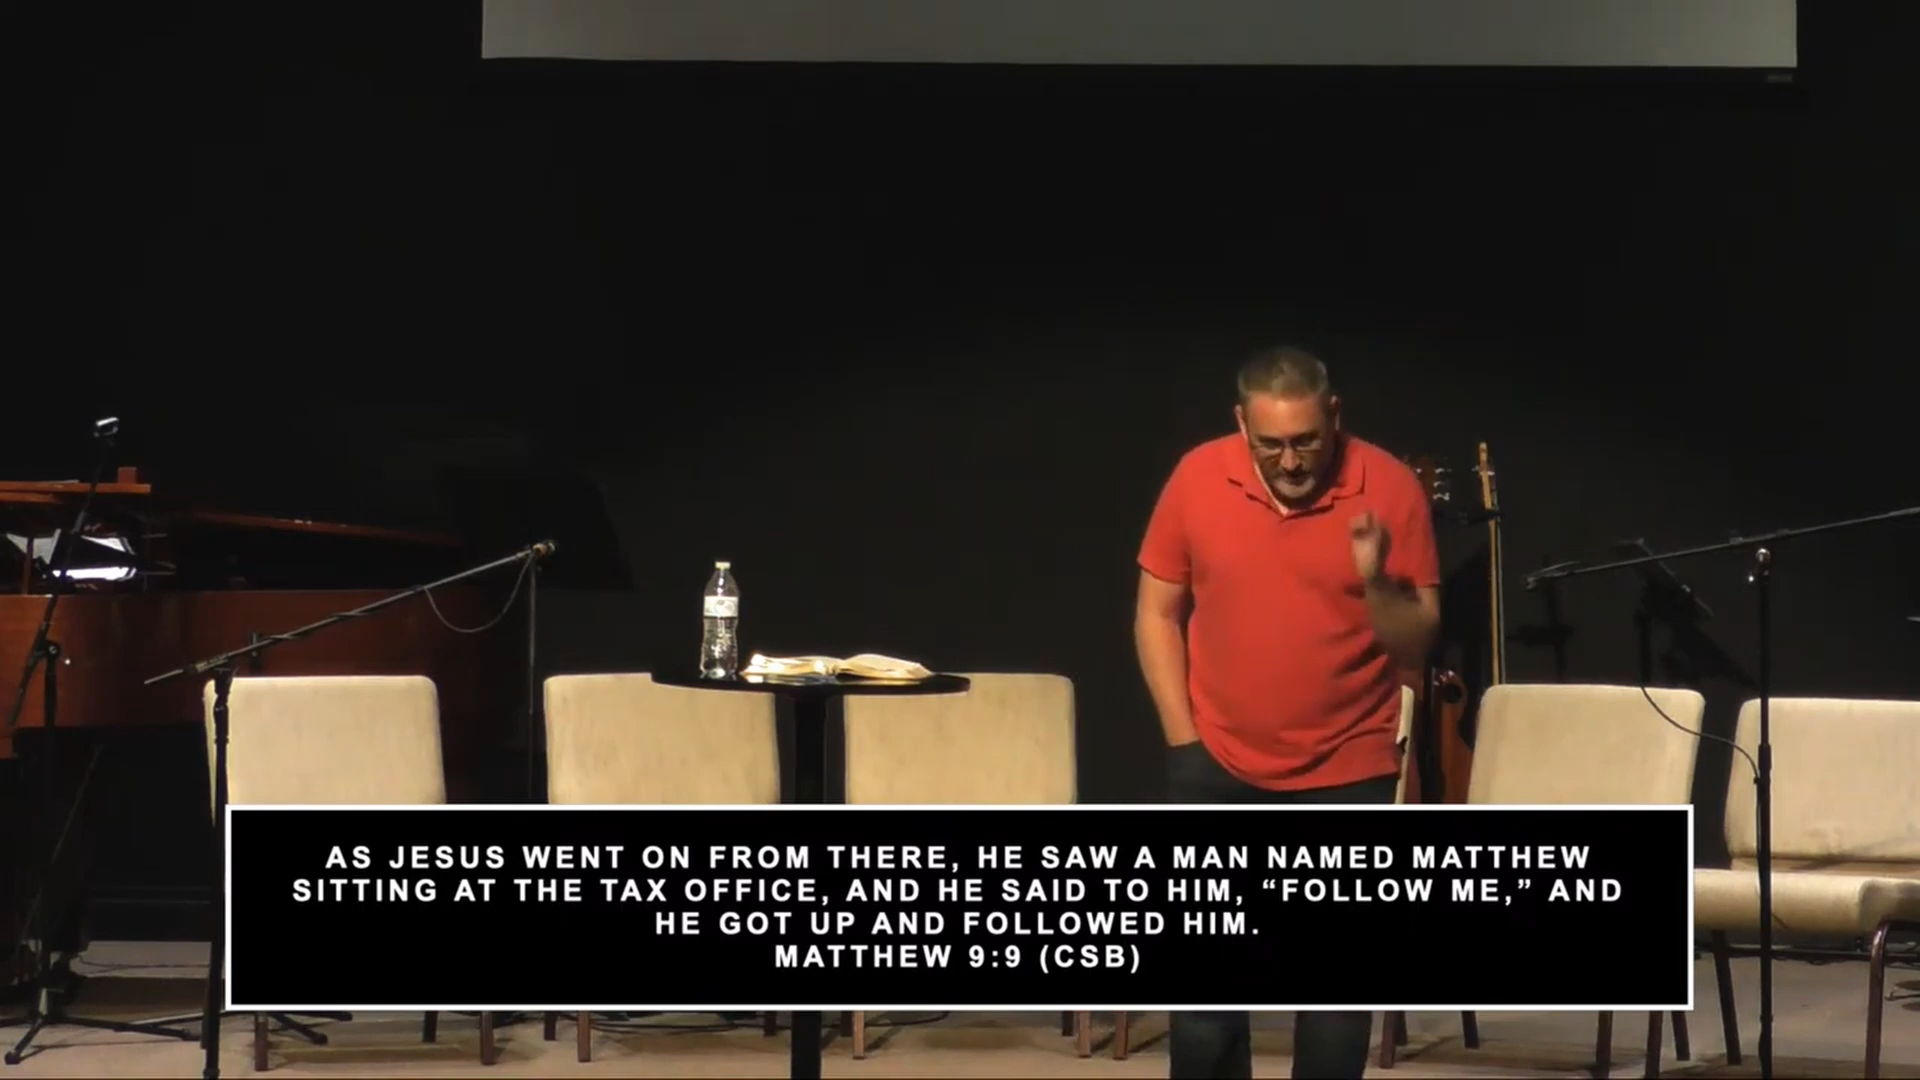 AS JESUS WENT ON FROM THERE, HE SAW A MAN NAMED MATTHEW
SITTING AT THE TAX OFFICE, AND HE SAID TO HIM, “FOLLOW ME,” AND
HE GOT UP AND FOLLOWED HIM.
MATTHEW 9:9 (CSB)